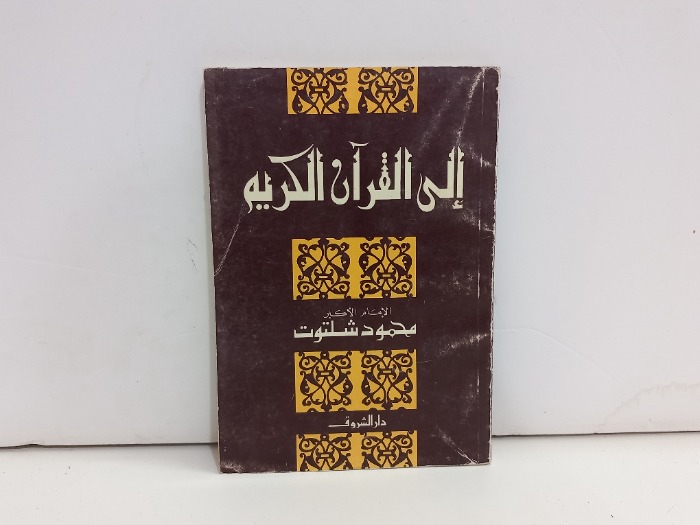 إلى القرآن الكريم
الإمام الأكبر
محمود شلتوت
دار الشروق